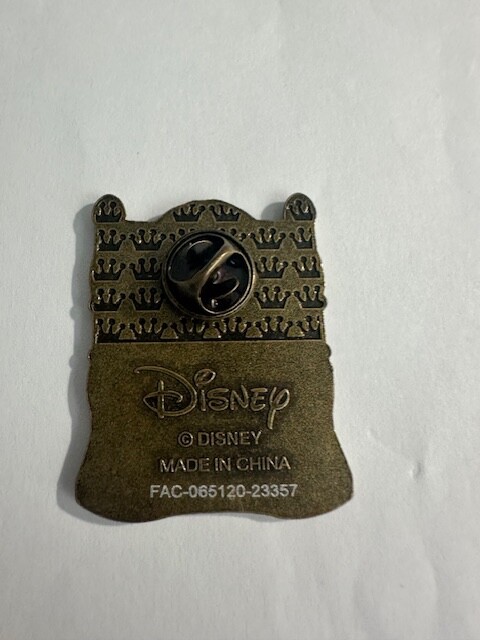 Disney
© DISNEY
MADE IN CHINA
FAC-065120-23357